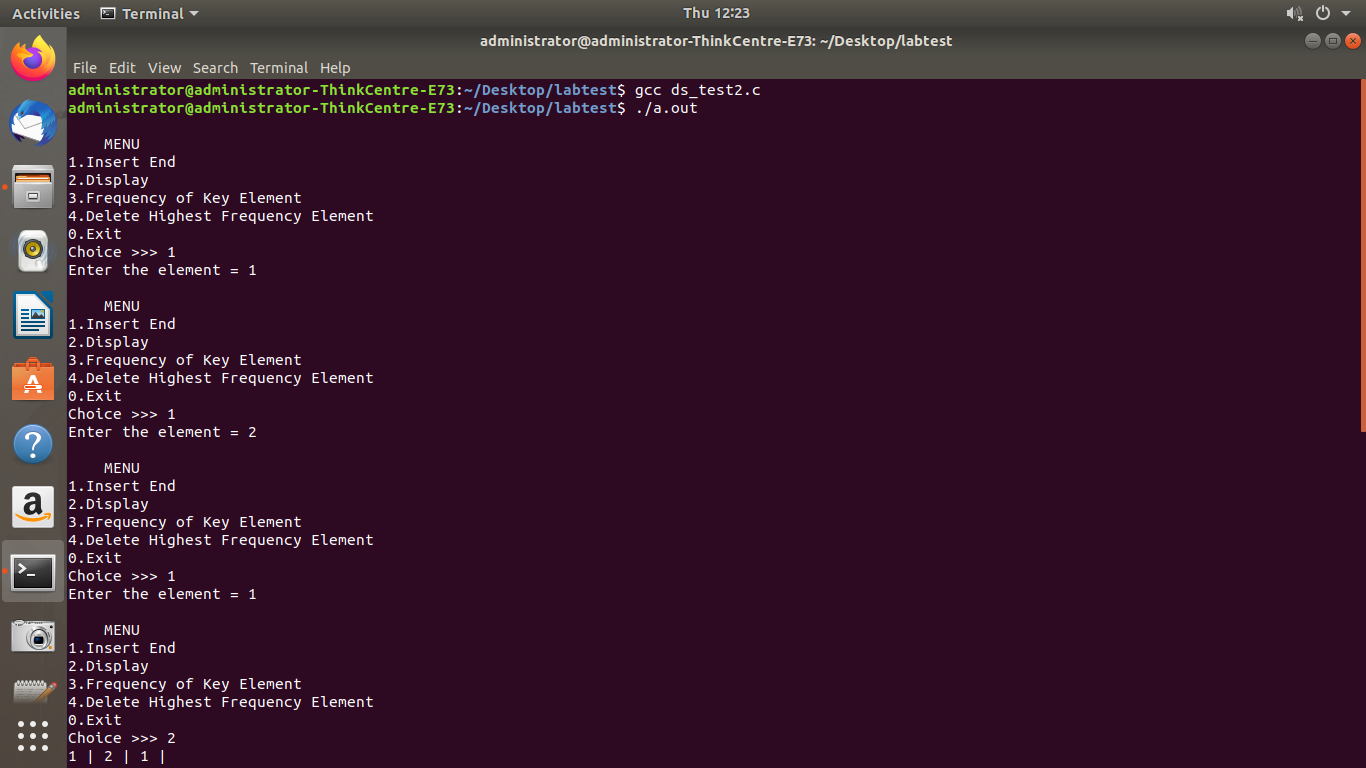 Activities Terminal Thu 12:23
administrator@administrator-ThinkCentre-E73: ~/Desktop/labtest
File Edit View Search Terminal Help
administrator@administrator-ThinkCentre-E73:~/Desktop/labtest$ gcc ds_test2.c
administrator@administrator-ThinkCentre-E73:~/Desktop/labtest$ ./a.out
MENU
1.Insert End
2.Display
3.Frequency of Key Element
4.Delete Highest Frequency Element
0.Exit
Choice >>> 1
Enter the element = 1
MENU
1.Insert End
2.Display
3.Frequency of Key Element
4.Delete Highest Frequency Element
0.Exit
Choice >>> 1
Enter the element = 2
MENU
1.Insert End
2.Display
3.Frequency of Key Element
4.Delete Highest Frequency Element
0.Exit
Choice >>> 1
Enter the element = 1
MENU
1.Insert End
2.Display
3.Frequency of Key Element
4.Delete Highest Frequency Element
0.Exit
Choice >>> 2
1 | 2 | 1 |